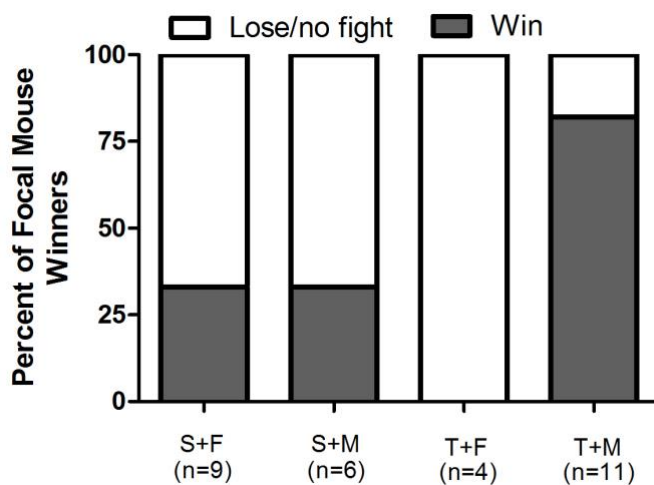 Lose/no fight Win
Percent of Focal Mouse
Winners
100
75
50
25
0
S+F S+M T+F T+M
(n=9) (n=6) (n=4) (n=11)